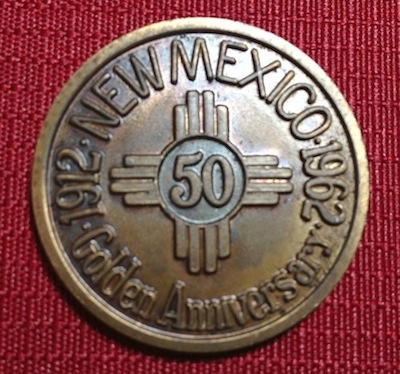 NEW MEXICO
1912 · Golden Anniversary · 1962
50